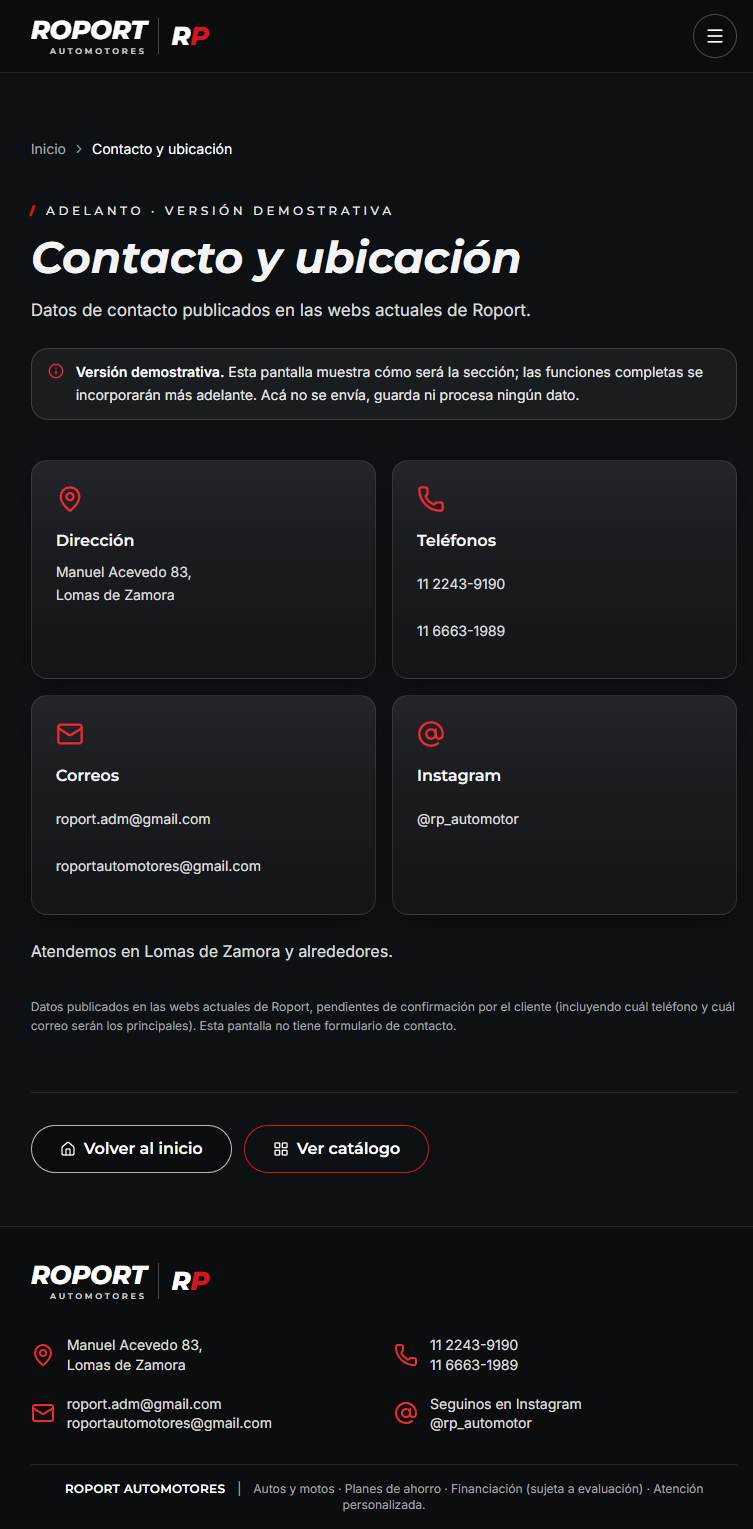 ROPORT
AUTOMOTORES
RP
Inicio > Contacto y ubicación
/ ADELANTO · VERSIÓN DEMOSTRATIVA
Contacto y ubicación
Datos de contacto publicados en las webs actuales de Roport.
Versión demostrativa. Esta pantalla muestra cómo será la sección; las funciones completas se
incorporarán más adelante. Acá no se envía, guarda ni procesa ningún dato.
Dirección
Manuel Acevedo 83,
Lomas de Zamora
Teléfonos
11 2243-9190
11 6663-1989
Correos
roport.adm@gmail.com
roportautomotores@gmail.com
Instagram
@rp_automotor
Atendemos en Lomas de Zamora y alrededores.
Datos publicados en las webs actuales de Roport, pendientes de confirmación por el cliente (incluyendo cuál teléfono y cuál
correo serán los principales). Esta pantalla no tiene formulario de contacto.
Volver al inicio
Ver catálogo
ROPORT
AUTOMOTORES
RP
Manuel Acevedo 83,
Lomas de Zamora
11 2243-9190
11 6663-1989
roport.adm@gmail.com
roportautomotores@gmail.com
Seguinos en Instagram
@rp_automotor
ROPORT AUTOMOTORES | Autos y motos · Planes de ahorro · Financiación (sujeta a evaluación) · Atención
personalizada.